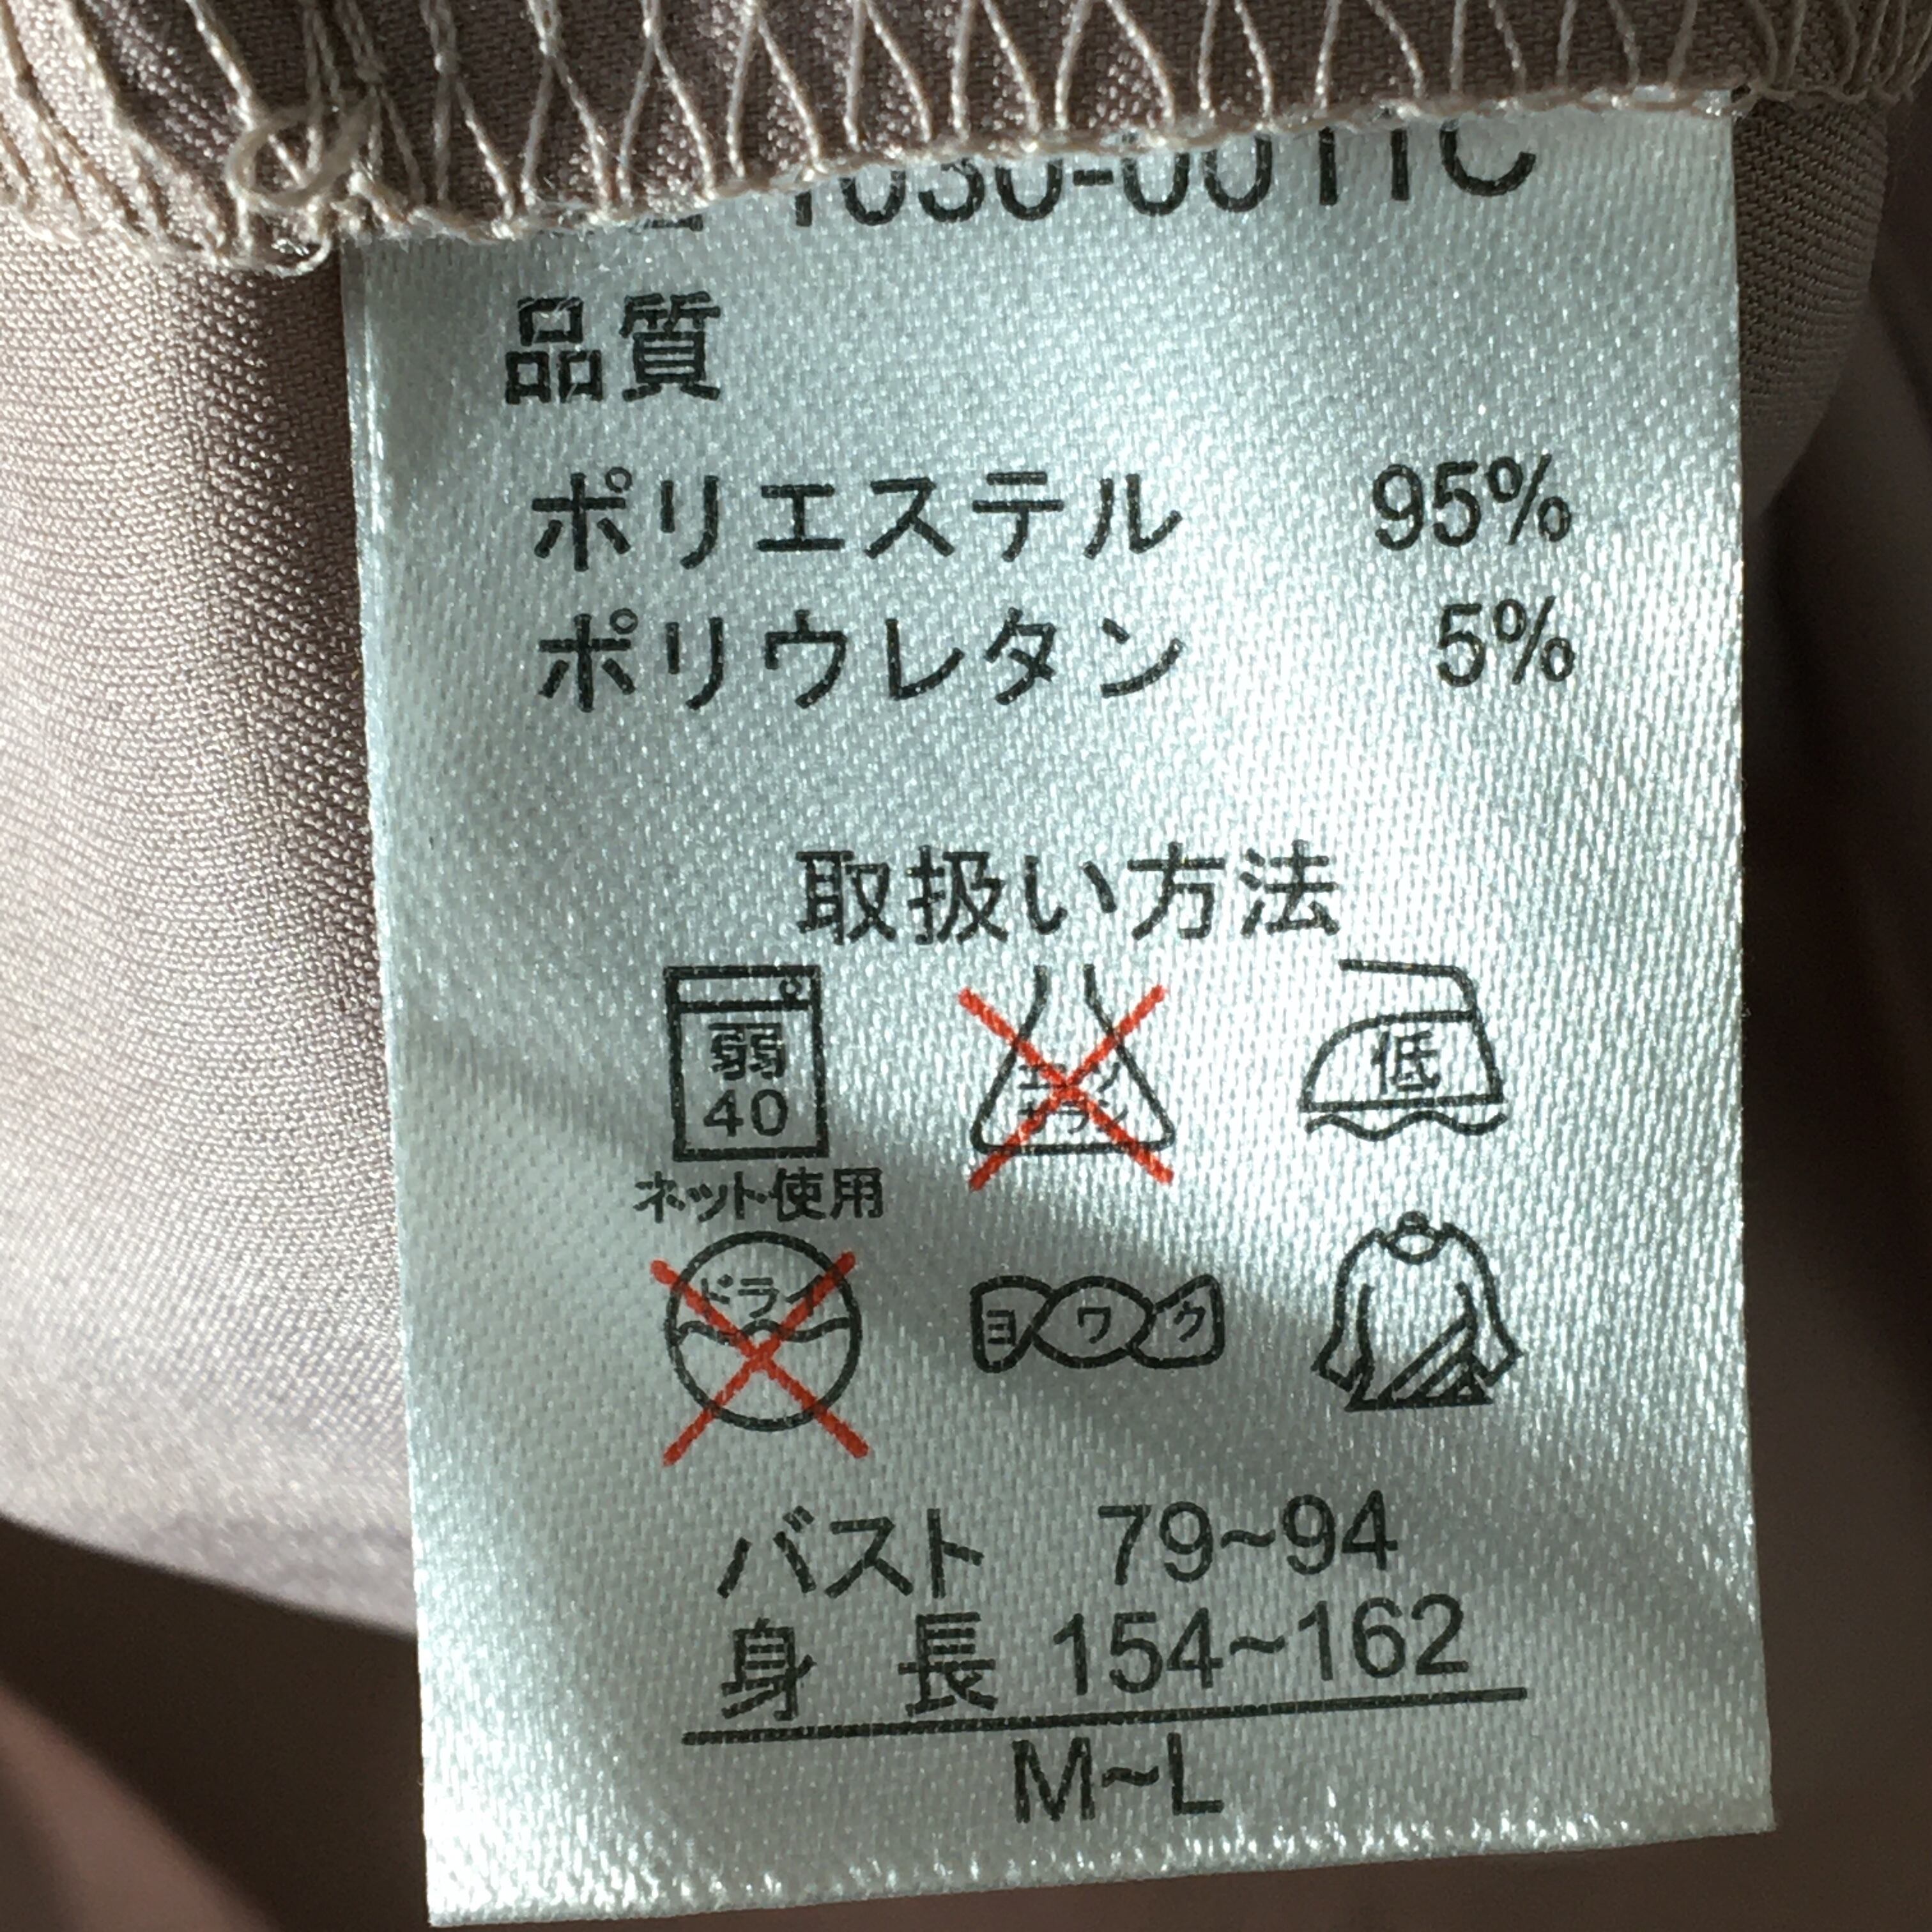 1030-0011C
品質
ポリエステル 95%
ポリウレタン 5%
取扱い方法
弱
40
ネット使用
低
ドライ
ヨワク
バスト 79~94
身長 154~162
M~L